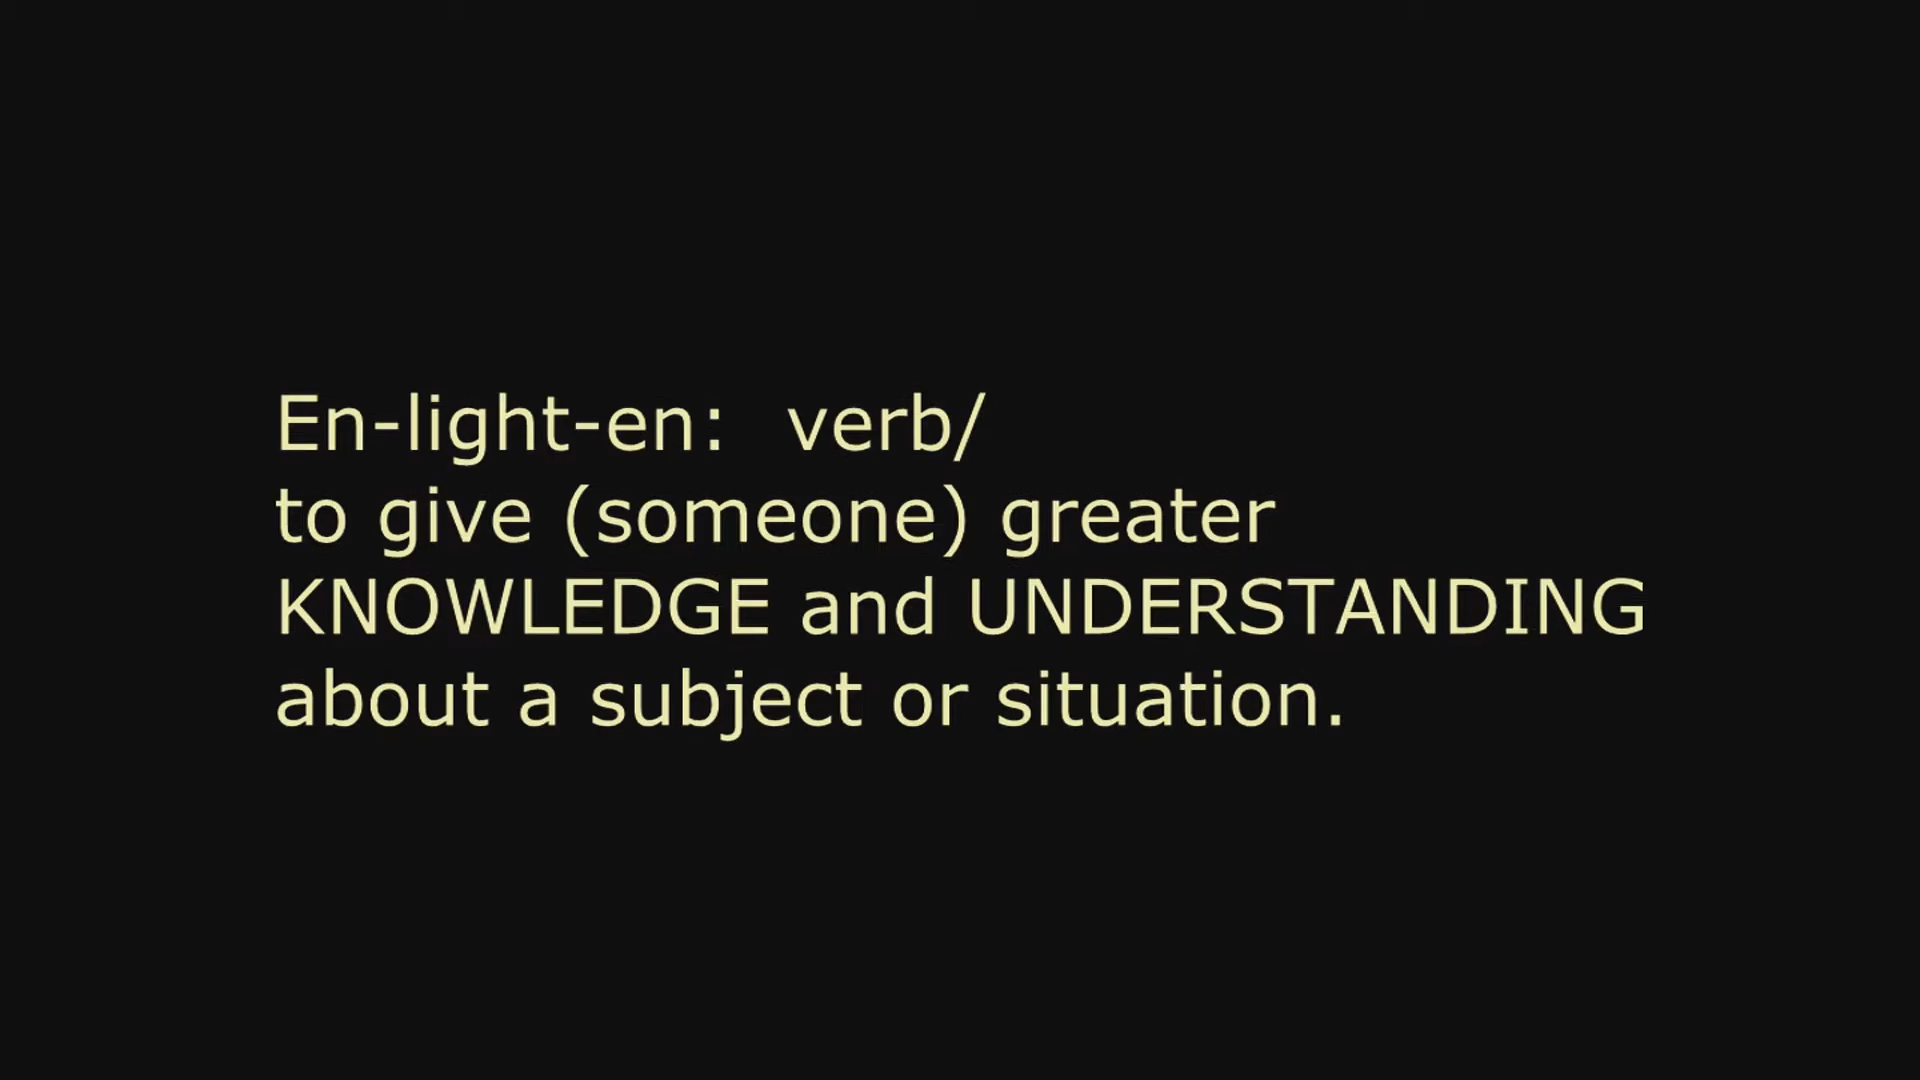 En-light-en:  verb/
to give (someone) greater
KNOWLEDGE and UNDERSTANDING
about a subject or situation.